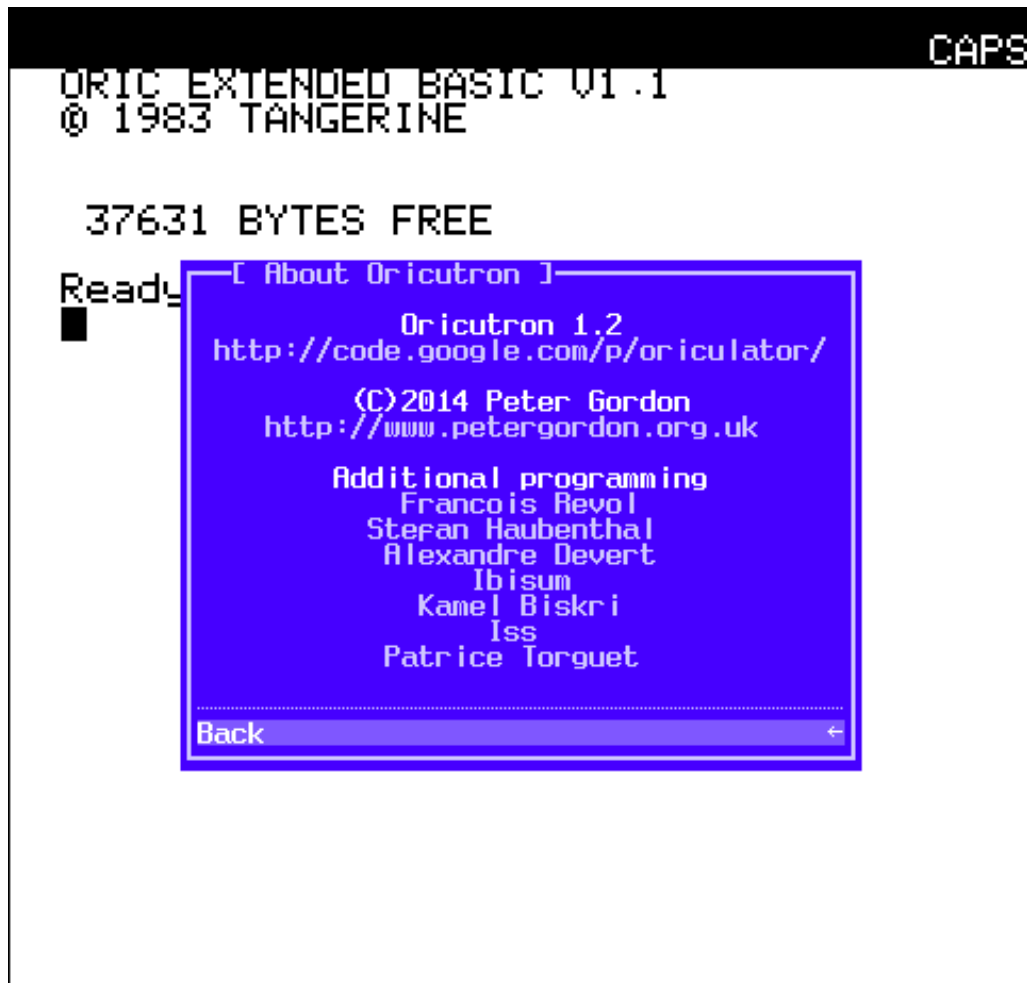 CAPS
ORIC EXTENDED BASIC V1.1
© 1983 TANGERINE
37631 BYTES FREE
Ready
[ About Oricutron ]
Oricutron 1.2
http://code.google.com/p/oriculator/
(C)2014 Peter Gordon
http://www.petergordon.org.uk
Additional programming
Francois Revol
Stefan Haubenthal
Alexandre Devert
Ibisum
Kamel Biskri
Iss
Patrice Torguet
Back ←